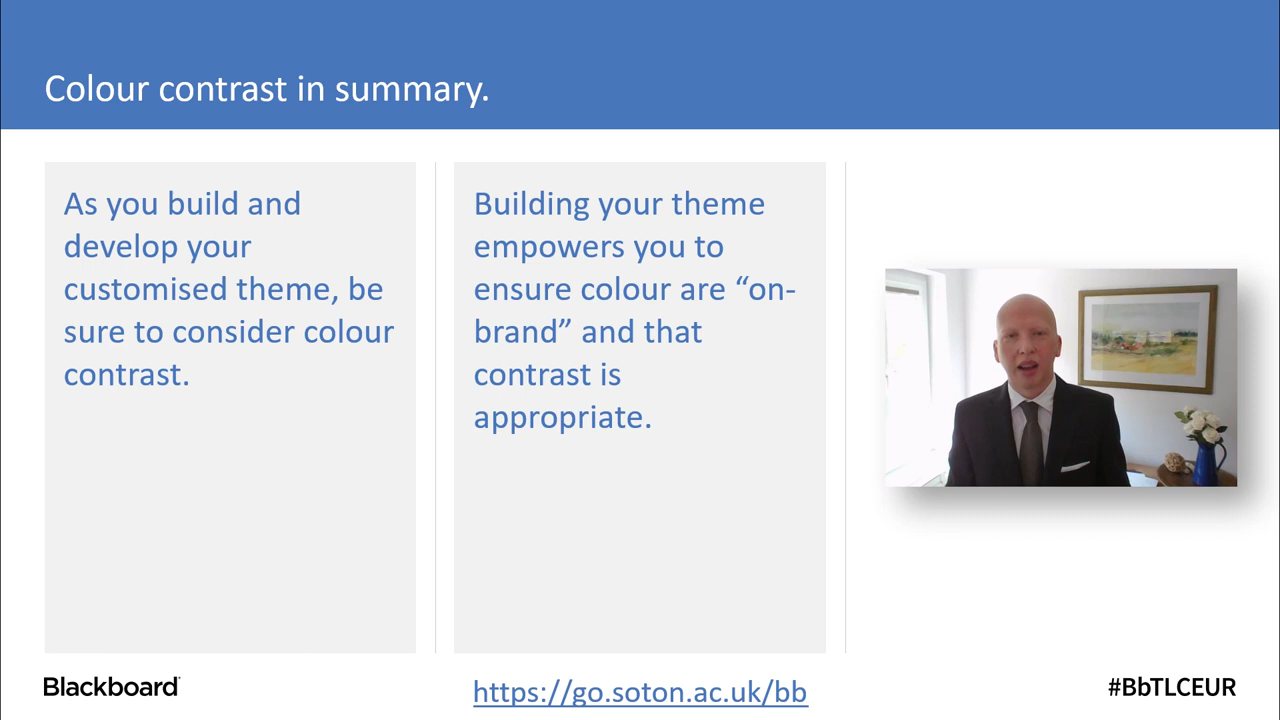 Colour contrast in summary.
As you build and
develop your
customised theme, be
sure to consider colour
contrast.
Building your theme
empowers you to
ensure colour are “on-
brand” and that
contrast is
appropriate.
Blackboard
https://go.soton.ac.uk/bb
#BbTLCEUR